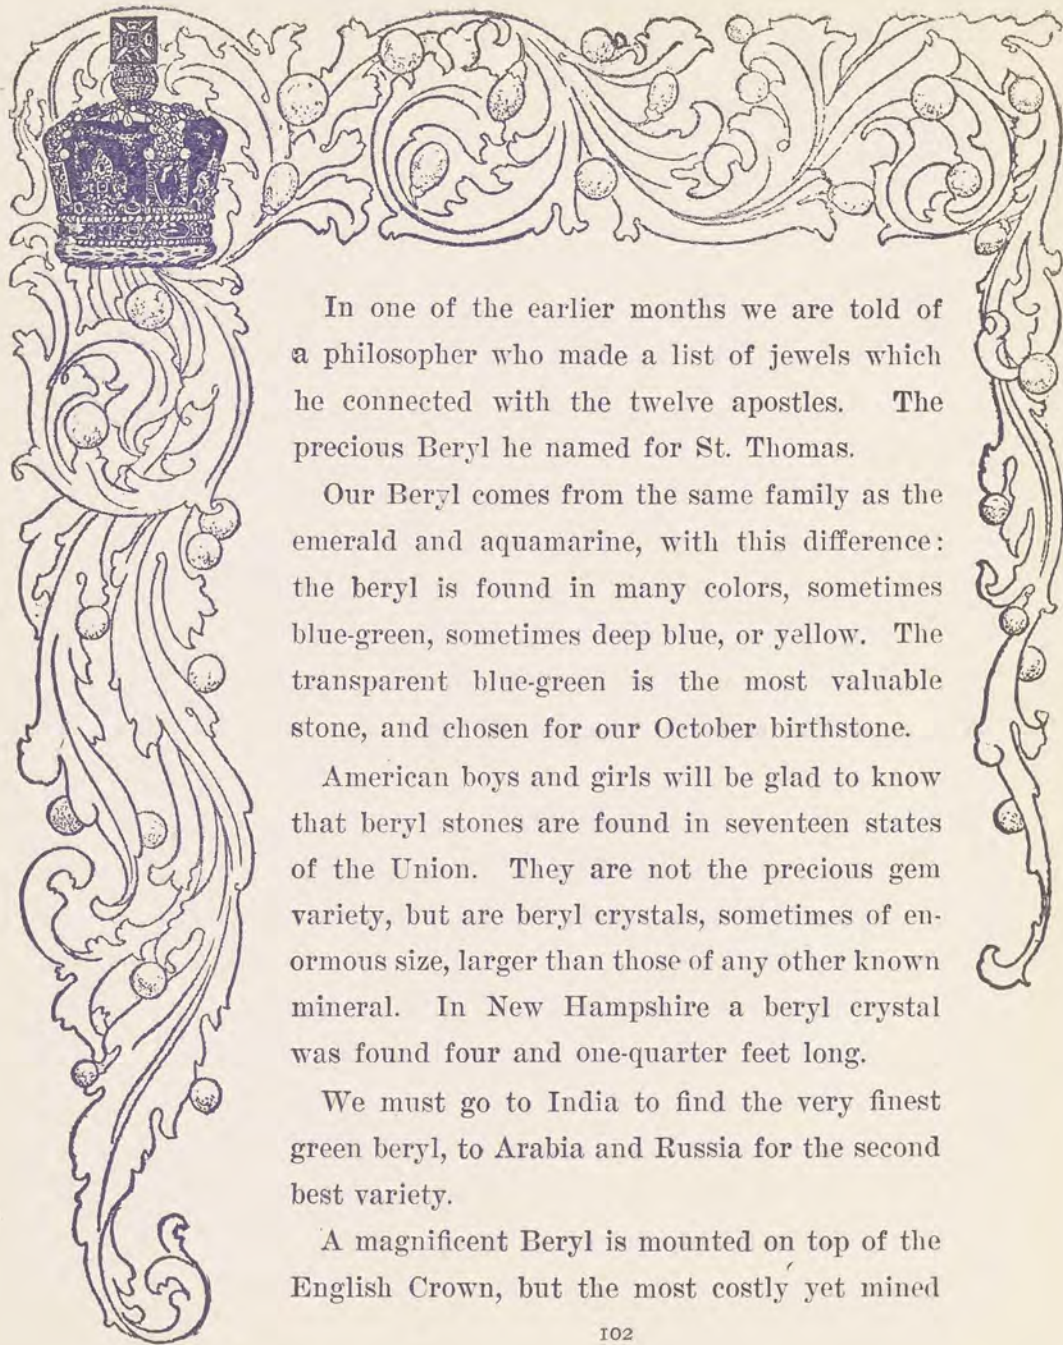 In one of the earlier months we are told of
a philosopher who made a list of jewels which
he connected with the twelve apostles. The
precious Beryl he named for St. Thomas.
Our Beryl comes from the same family as the
emerald and aquamarine, with this difference:
the beryl is found in many colors, sometimes
blue-green, sometimes deep blue, or yellow. The
transparent blue-green is the most valuable
stone, and chosen for our October birthstone.
American boys and girls will be glad to know
that beryl stones are found in seventeen states
of the Union. They are not the precious gem
variety, but are beryl crystals, sometimes of en-
ormous size, larger than those of any other known
mineral. In New Hampshire a beryl crystal
was found four and one-quarter feet long.
We must go to India to find the very finest
green beryl, to Arabia and Russia for the second
best variety.
A magnificent Beryl is mounted on top of the
English Crown, but the most costly yet mined
102